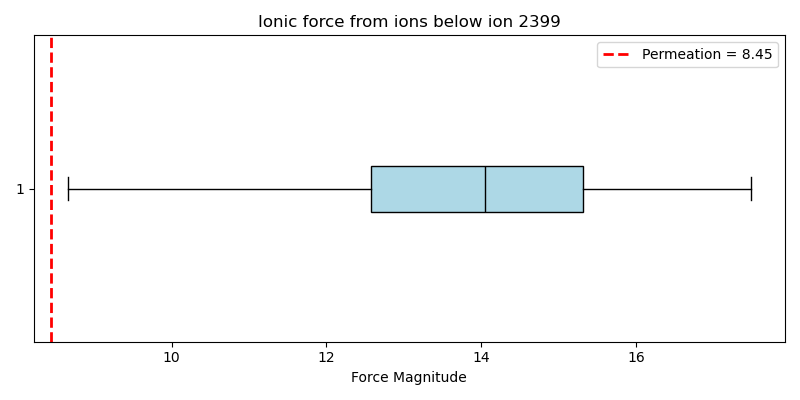 Ionic force from ions below ion 2399
Permeation = 8.45
1
10 12 14 16
Force Magnitude